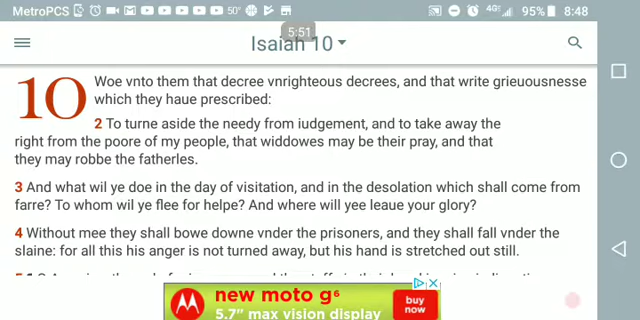 MetroPCS 50° 4G 95% 8:48
5:51
Isaiah 10
10 Woe vnto them that decree vnrighteous decrees, and that write grieuousnesse
which they haue prescribed:
2 To turne aside the needy from iudgement, and to take away the
right from the poore of my people, that widdowes may be their pray, and that
they may robbe the fatherles.
3 And what wil ye doe in the day of visitation, and in the desolation which shall come from
farre? To whom wil ye flee for helpe? And where will yee leaue your glory?
4 Without mee they shall bowe downe vnder the prisoners, and they shall fall vnder the
slaine: for all this his anger is not turned away, but his hand is stretched out still.
new moto g6
5.7" max vision display
buy
now